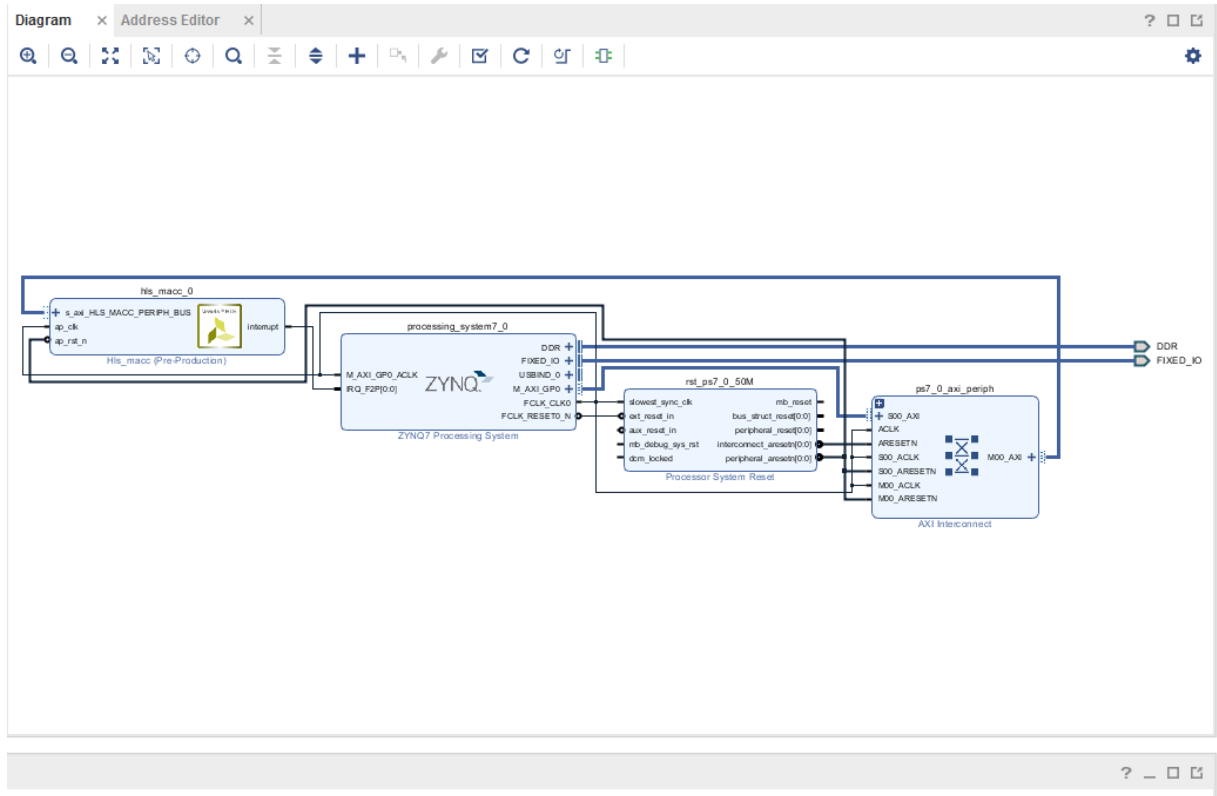 Diagram × Address Editor ×
hls_macc_0
s_axi_HLS_MACC_PERIPH_BUS
ap_clk
ap_rst_n
interrupt
Hls_macc (Pre-Production)
processing_system7_0
M_AXI_GP0_ACLK
IRQ_F2P[0:0]
ZYNQ
DDR
FIXED_IO
USBIND_0
M_AXI_GP0
FCLK_CLK0
FCLK_RESET0_N
ZYNQ7 Processing System
rst_ps7_0_50M
slowest_sync_clk
ext_reset_in
aux_reset_in
mb_debug_sys_rst
dcm_locked
mb_reset
bus_struct_reset[0:0]
peripheral_reset[0:0]
interconnect_aresetn[0:0]
peripheral_aresetn[0:0]
Processor System Reset
ps7_0_axi_periph
S00_AXI
ACLK
ARESETN
S00_ACLK
S00_ARESETN
M00_ACLK
M00_ARESETN
M00_AXI
AXI Interconnect
DDR
FIXED_IO